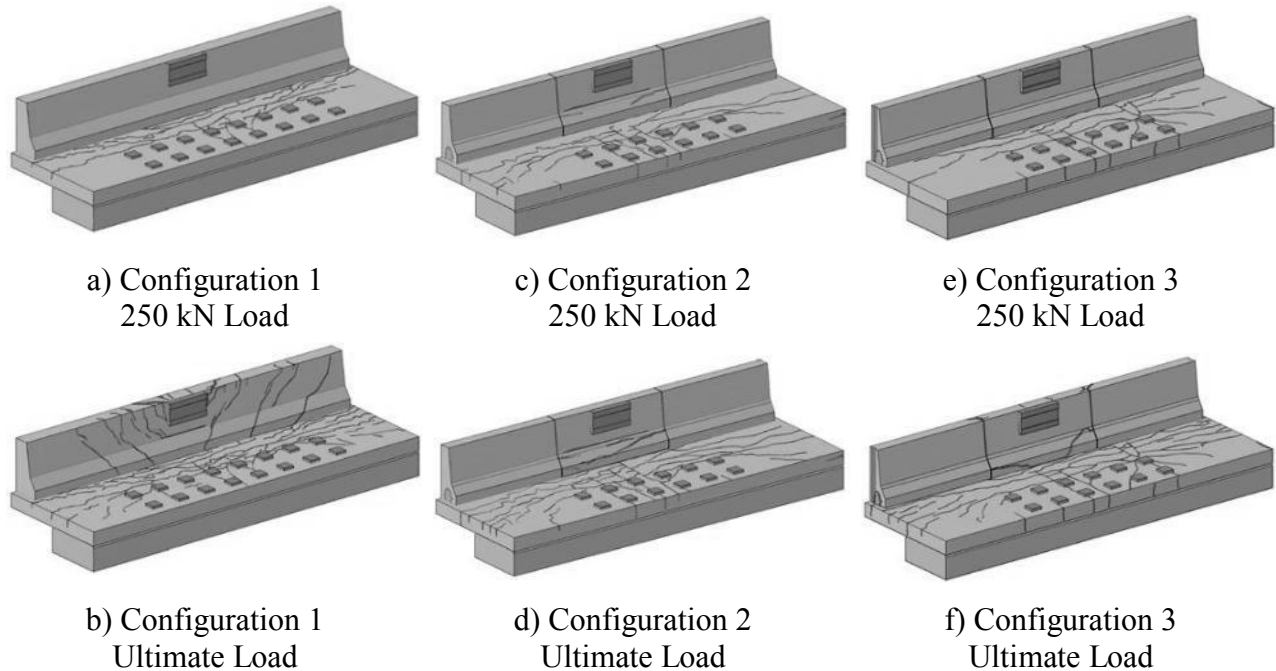 a) Configuration 1
250 kN Load
c) Configuration 2
250 kN Load
e) Configuration 3
250 kN Load
b) Configuration 1
Ultimate Load
d) Configuration 2
Ultimate Load
f) Configuration 3
Ultimate Load